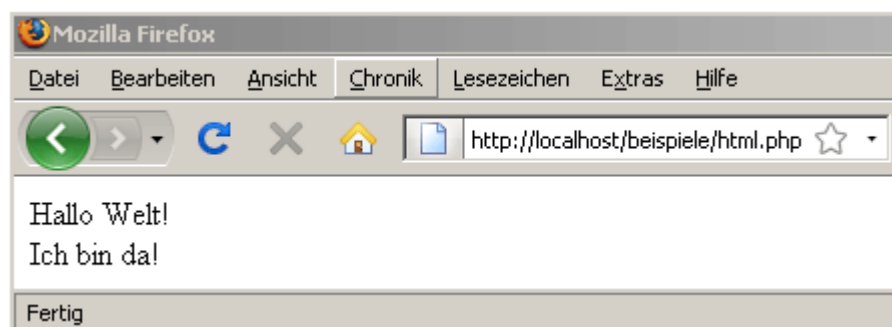 Mozilla Firefox
Datei Bearbeiten Ansicht Chronik Lesezeichen Extras Hilfe
http://localhost/beispiele/html.php
Hallo Welt!
Ich bin da!
Fertig